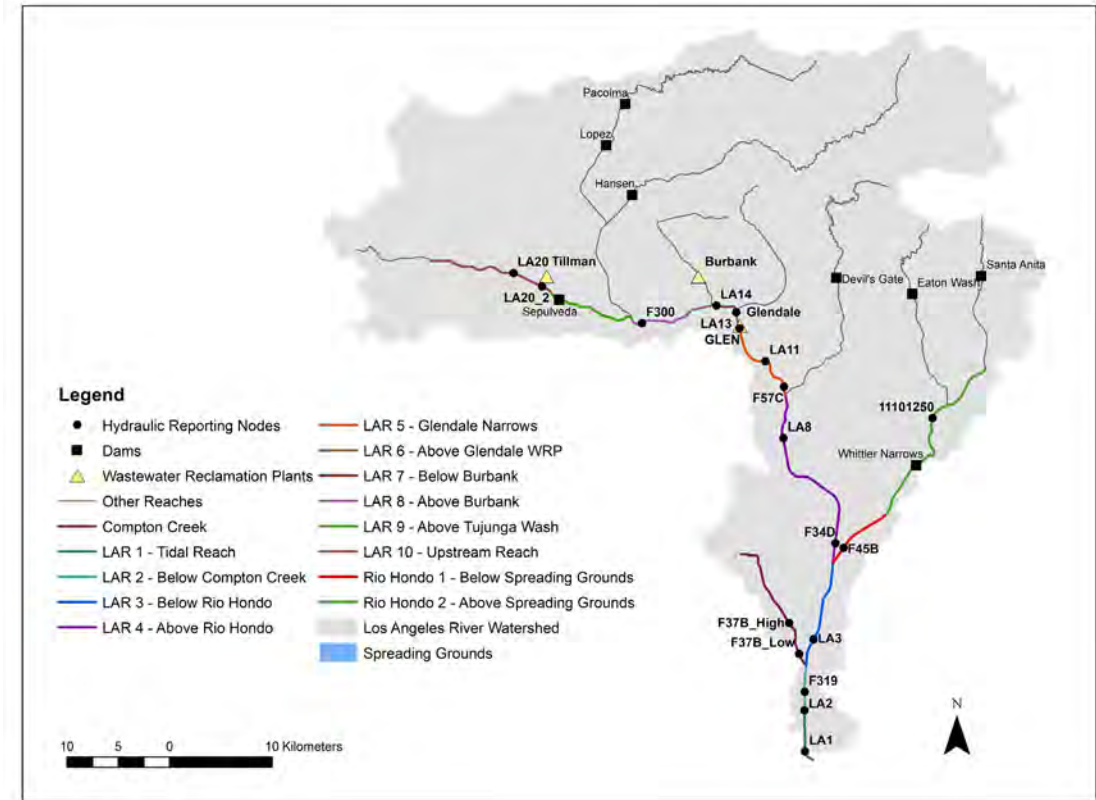 Pacoima
Lopez
Hansen
LA20 Tillman
Burbank
Santa Anita
Devil's Gate
Eaton Wash
LA20_2
Sepulveda
LA14
F300
Glendale
LA13
GLEN
LA11
F57C
11101250
LA8
Whittier Narrows
F34D
F45B
F37B_High
F37B_Low
LA3
F319
LA2
LA1
N
Legend
Hydraulic Reporting Nodes
Dams
Wastewater Reclamation Plants
Other Reaches
Compton Creek
LAR 1 - Tidal Reach
LAR 2 - Below Compton Creek
LAR 3 - Below Rio Hondo
LAR 4 - Above Rio Hondo
LAR 5 - Glendale Narrows
LAR 6 - Above Glendale WRP
LAR 7 - Below Burbank
LAR 8 - Above Burbank
LAR 9 - Above Tujunga Wash
LAR 10 - Upstream Reach
Rio Hondo 1 - Below Spreading Grounds
Rio Hondo 2 - Above Spreading Grounds
Los Angeles River Watershed
Spreading Grounds
10 5 0 10 Kilometers